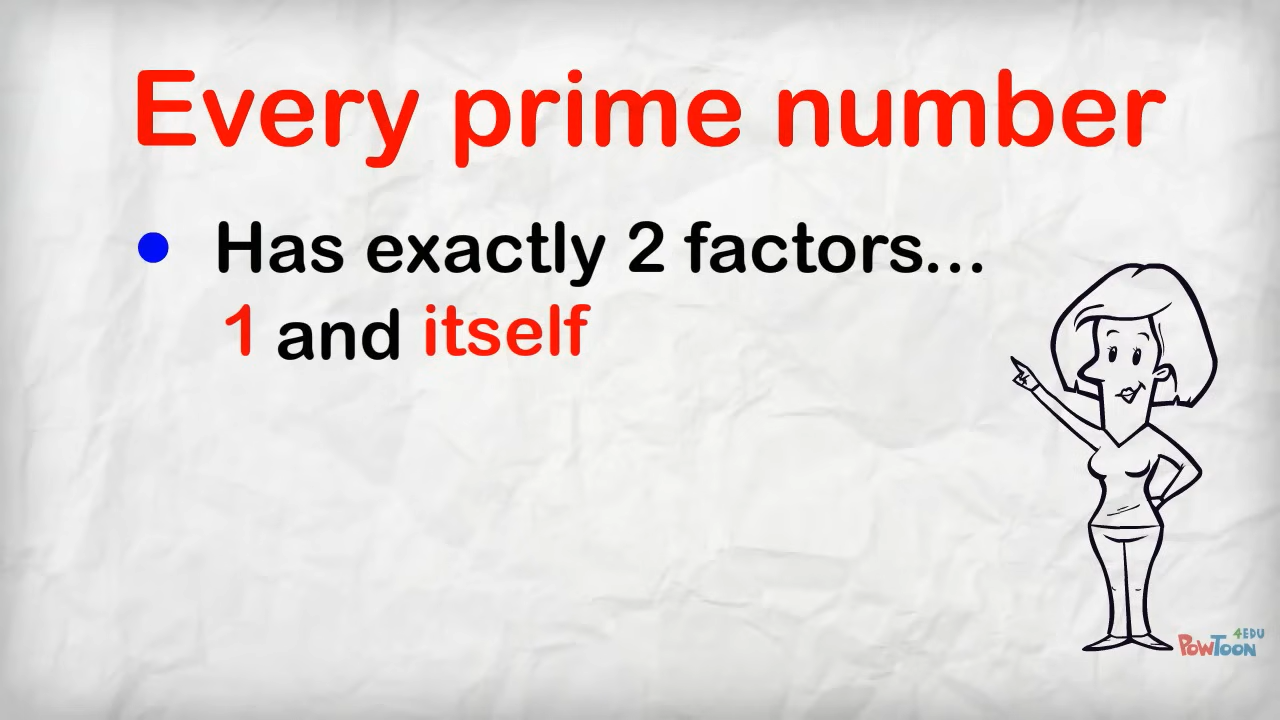 Every prime number
Has exactly 2 factors...
1 and itself
4EDU
POWTOON